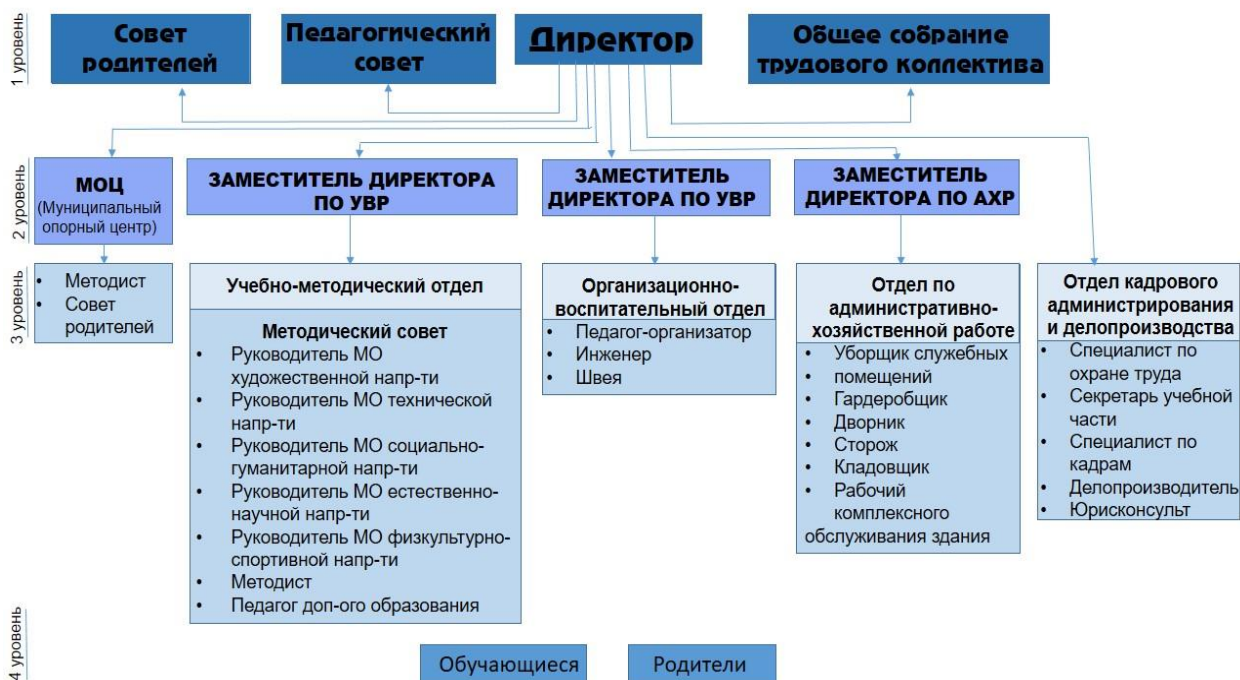 1 уровень
Совет
родителей
Педагогический
совет
Директор
Общее собрание
трудового коллектива
2 уровень
МОЦ
(Муниципальный
опорный центр)
ЗАМЕСТИТЕЛЬ ДИРЕКТОРА
ПО УВР
ЗАМЕСТИТЕЛЬ
ДИРЕКТОРА ПО УВР
ЗАМЕСТИТЕЛЬ
ДИРЕКТОРА ПО АХР
3 уровень
• Методист
• Совет
родителей
Учебно-методический отдел
Методический совет
• Руководитель МО
художественной напр-ти
• Руководитель МО технической
напр-ти
• Руководитель МО социально-
гуманитарной напр-ти
• Руководитель МО естественно-
научной напр-ти
• Руководитель МО физкультурно-
спортивной напр-ти
• Методист
• Педагог доп-ого образования
Организационно-
воспитательный отдел
• Педагог-организатор
• Инженер
• Швея
Отдел по
административно-
хозяйственной работе
• Уборщик служебных
• помещений
• Гардеробщик
• Дворник
• Сторож
• Кладовщик
• Рабочий
комплексного
обслуживания здания
Отдел кадрового
администрирования
и делопроизводства
• Специалист по
охране труда
• Секретарь учебной
части
• Специалист по
кадрам
• Делопроизводитель
• Юрисконсульт
4 уровень
Обучающиеся
Родители